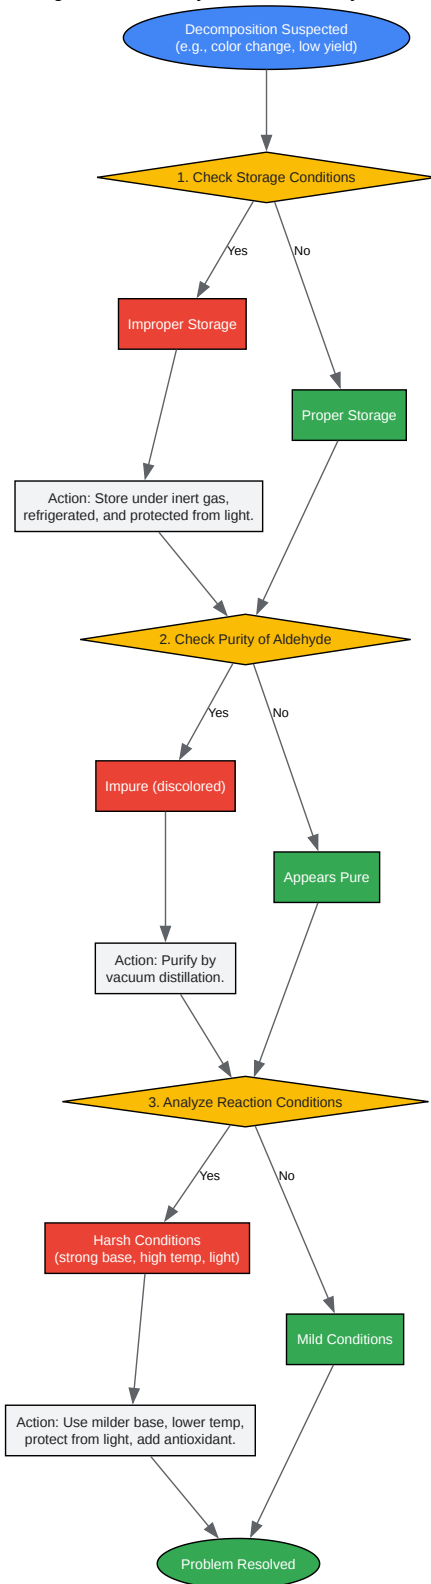 Decomposition Suspected
(e.g., color change, low yield)
1. Check Storage Conditions
Yes
No
Improper Storage
Proper Storage
Action: Store under inert gas,
refrigerated, and protected from light.
2. Check Purity of Aldehyde
Yes
No
Impure (discolored)
Appears Pure
Action: Purify by
vacuum distillation.
3. Analyze Reaction Conditions
Yes
No
Harsh Conditions
(strong base, high temp, light)
Mild Conditions
Action: Use milder base, lower temp,
protect from light, add antioxidant.
Problem Resolved